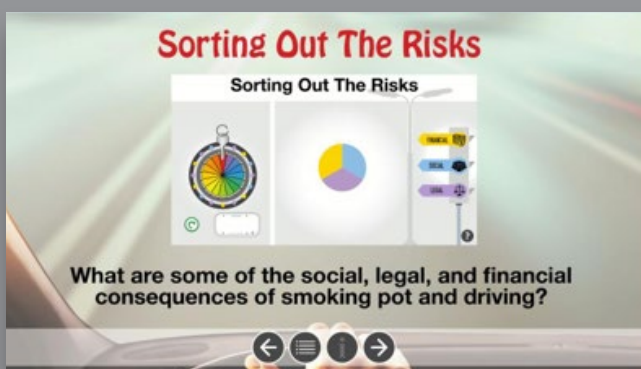 Sorting Out The Risks
Sorting Out The Risks
FINANCIAL
SOCIAL
LEGAL
?
What are some of the social, legal, and financial
consequences of smoking pot and driving?
i